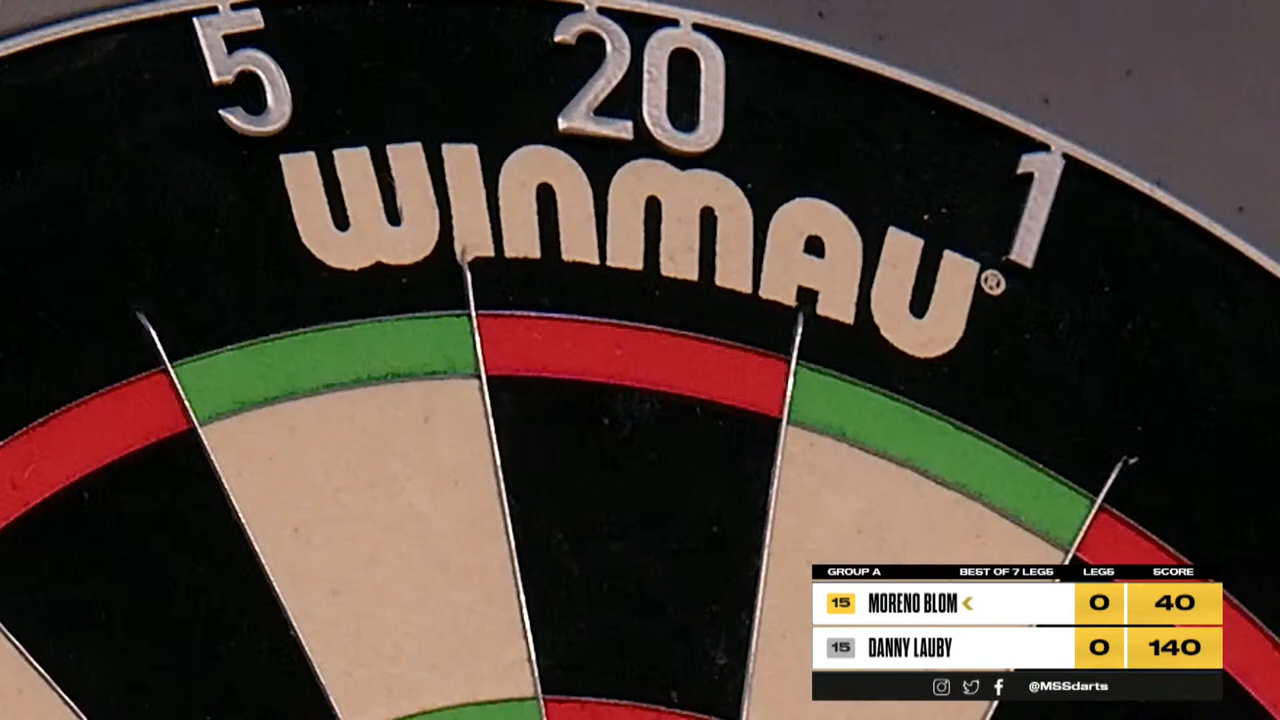 5 20 1
WINMAU®
GROUP A BEST OF 7 LEGS LEGS SCORE
15 MORENO BLOM 0 40
15 DANNY LAUBY 0 140
@MSSdarts